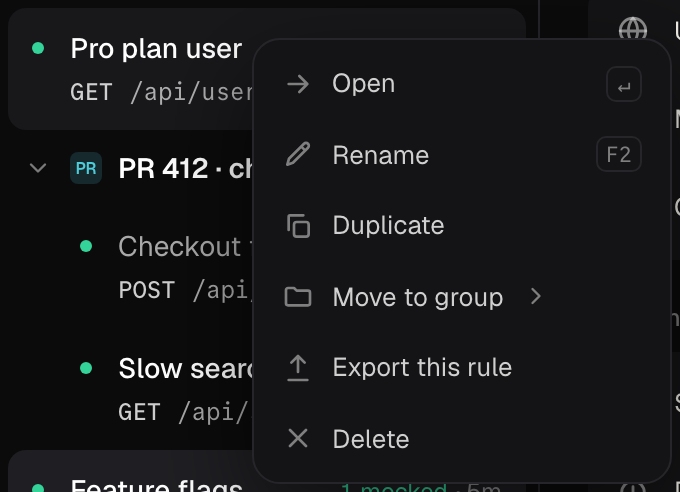 Pro plan user
GET /api/user
Open ↵
Rename F2
PR PR 412 · ch
Duplicate
Checkout
POST /api/
Move to group
Slow sear
Export this rule
GET /api/
Delete
Feature flags 1 mocked · 5m